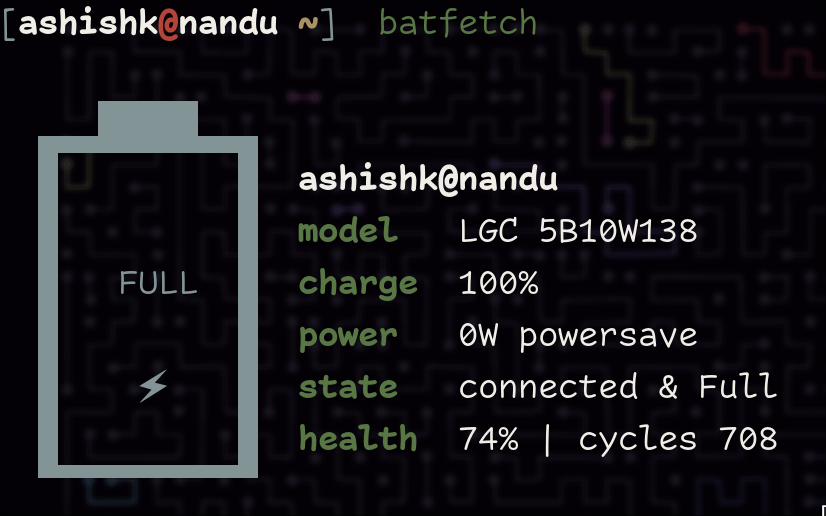 [ashishk@nandu ~] batfetch
ashishk@nandu
model LGC 5B10W138
FULL
charge 100%
power 0W powersave
state connected & Full
health 74% | cycles 708